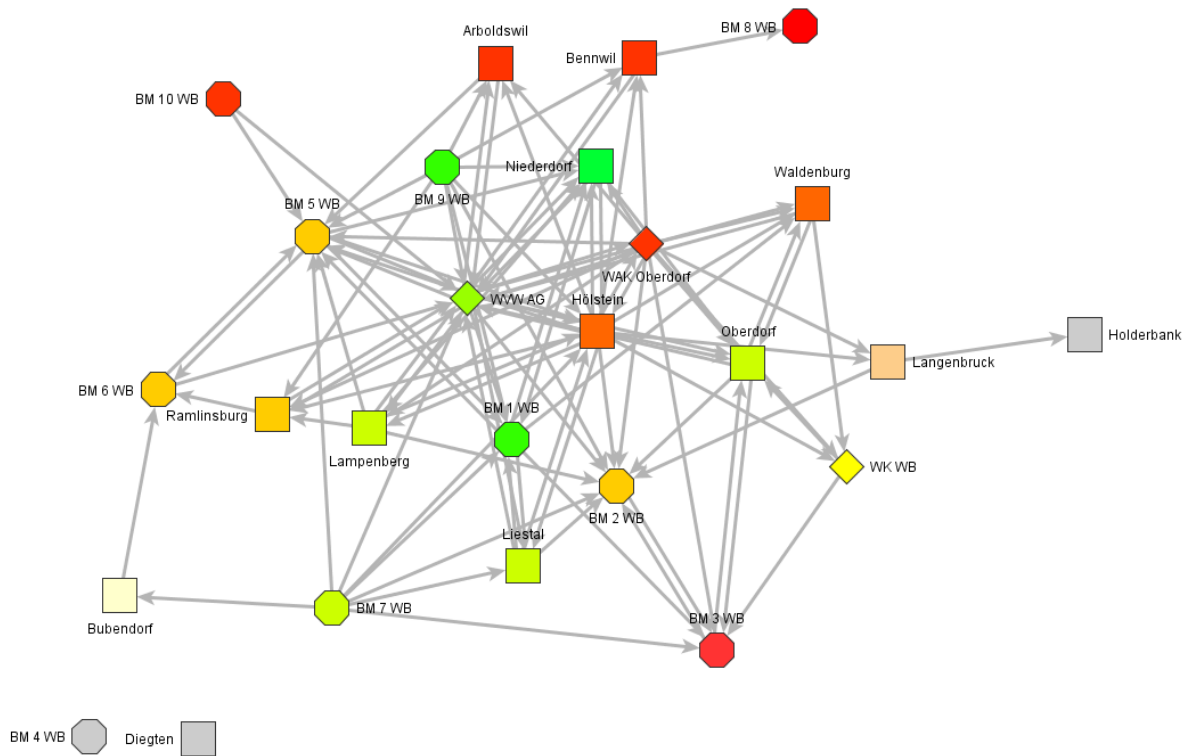 BM 8 WB
Arboldswil
Bennwil
BM 10 WB
Niederdorf
Waldenburg
BM 9 WB
BM 5 WB
WAK Oberdorf
WVW AG
Hölstein
Oberdorf
Holderbank
Langenbruck
BM 6 WB
Ramlinsburg
BM 1 WB
Lampenberg
WK WB
BM 2 WB
Liestal
BM 7 WB
Bubendorf
BM 3 WB
BM 4 WB
Diegten